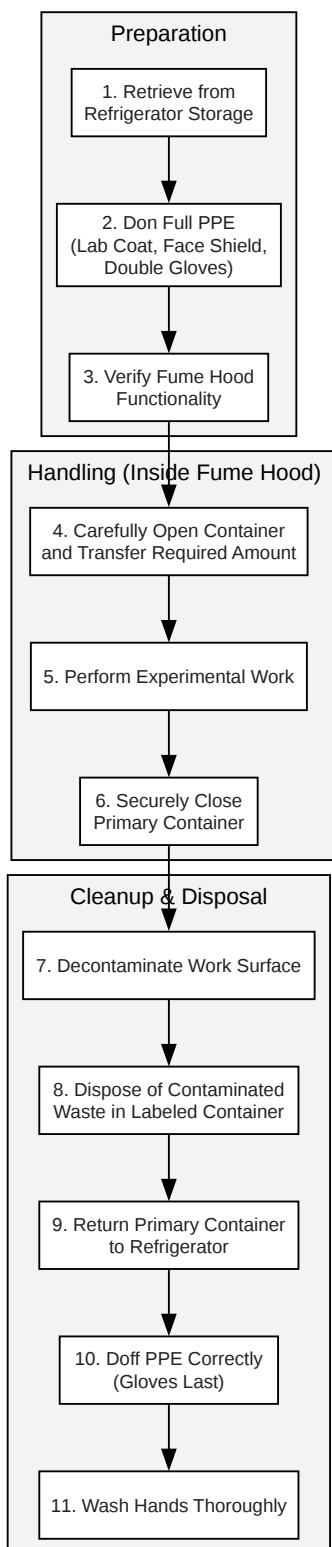 Preparation
1. Retrieve from
Refrigerator Storage
2. Don Full PPE
(Lab Coat, Face Shield,
Double Gloves)
3. Verify Fume Hood
Functionality
Handling (Inside Fume Hood)
4. Carefully Open Container
and Transfer Required Amount
5. Perform Experimental Work
6. Securely Close
Primary Container
Cleanup & Disposal
7. Decontaminate Work Surface
8. Dispose of Contaminated
Waste in Labeled Container
9. Return Primary Container
to Refrigerator
10. Doff PPE Correctly
(Gloves Last)
11. Wash Hands Thoroughly